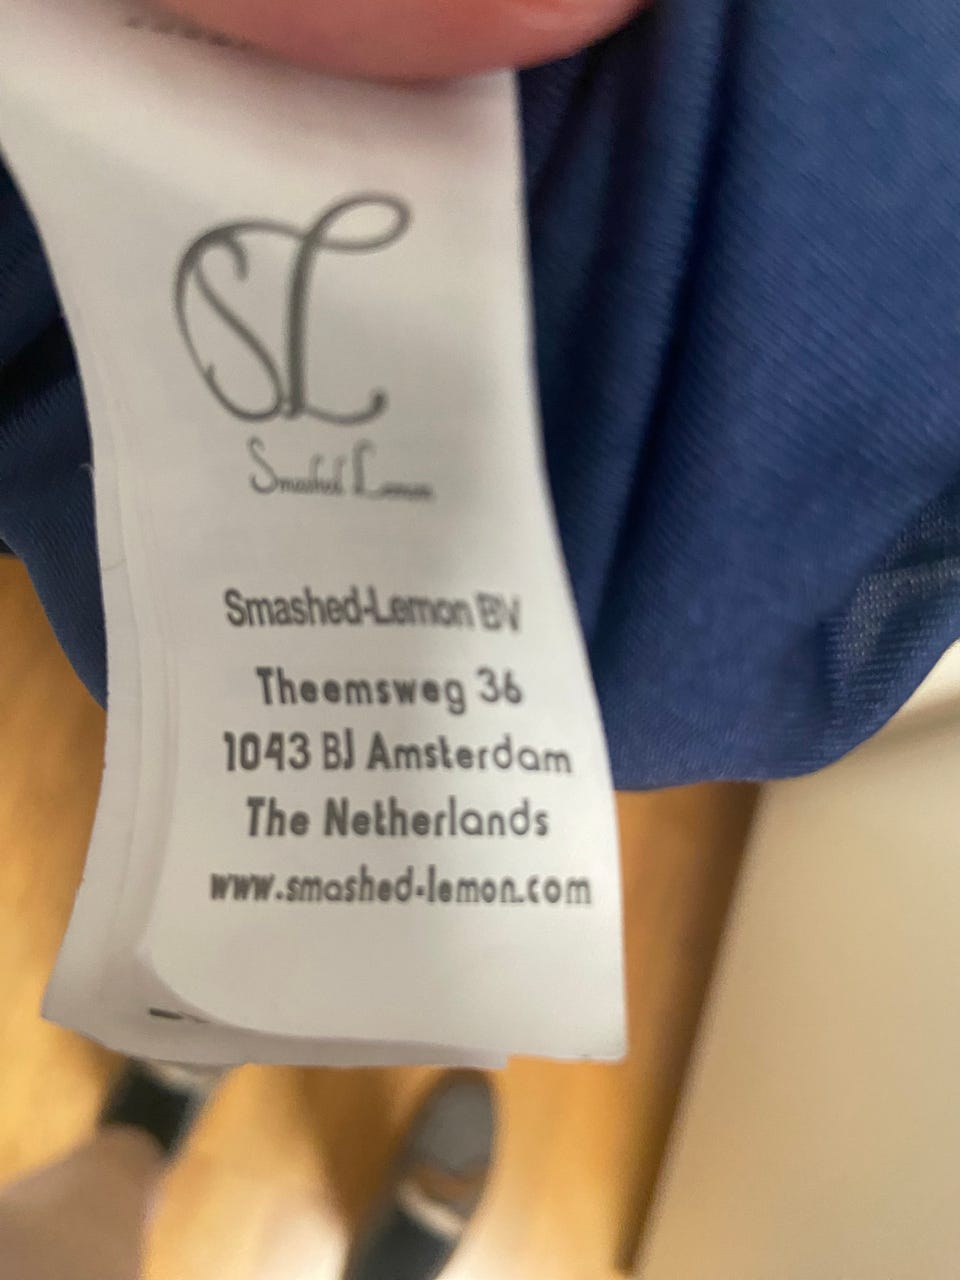 SL
Smashed Lemon
Smashed-Lemon BV
Theemsweg 36
1043 BJ Amsterdam
The Netherlands
www.smashed-lemon.com